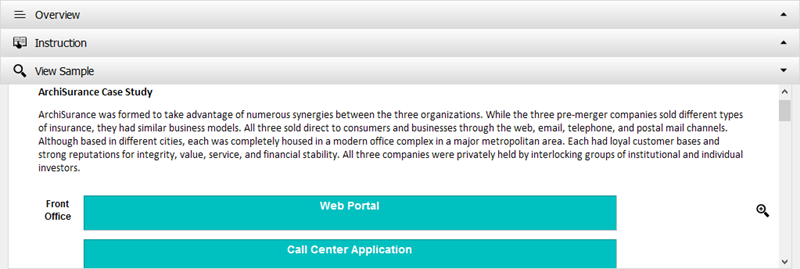 Overview
Instruction
View Sample
ArchiSurance Case Study
ArchiSurance was formed to take advantage of numerous synergies between the three organizations. While the three pre-merger companies sold different types
of insurance, they had similar business models. All three sold direct to consumers and businesses through the web, email, telephone, and postal mail channels.
Although based in different cities, each was completely housed in a modern office complex in a major metropolitan area. Each had loyal customer bases and
strong reputations for integrity, value, service, and financial stability. All three companies were privately held by interlocking groups of institutional and individual
investors.
Front
Office
Web Portal
Call Center Application